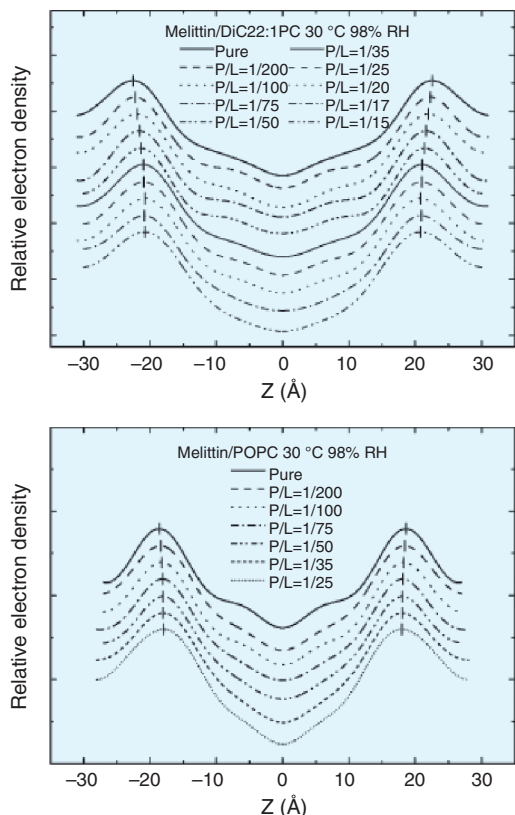 Melittin/DiC22:1PC 30 °C 98% RH
Pure P/L=1/35
P/L=1/200 P/L=1/25
P/L=1/100 P/L=1/20
P/L=1/75 P/L=1/17
P/L=1/50 P/L=1/15
Relative electron density
–30 –20 –10 0 10 20 30
Z (Å)
Melittin/POPC 30 °C 98% RH
Pure
P/L=1/200
P/L=1/100
P/L=1/75
P/L=1/50
P/L=1/35
P/L=1/25
Relative electron density
–30 –20 –10 0 10 20 30
Z (Å)